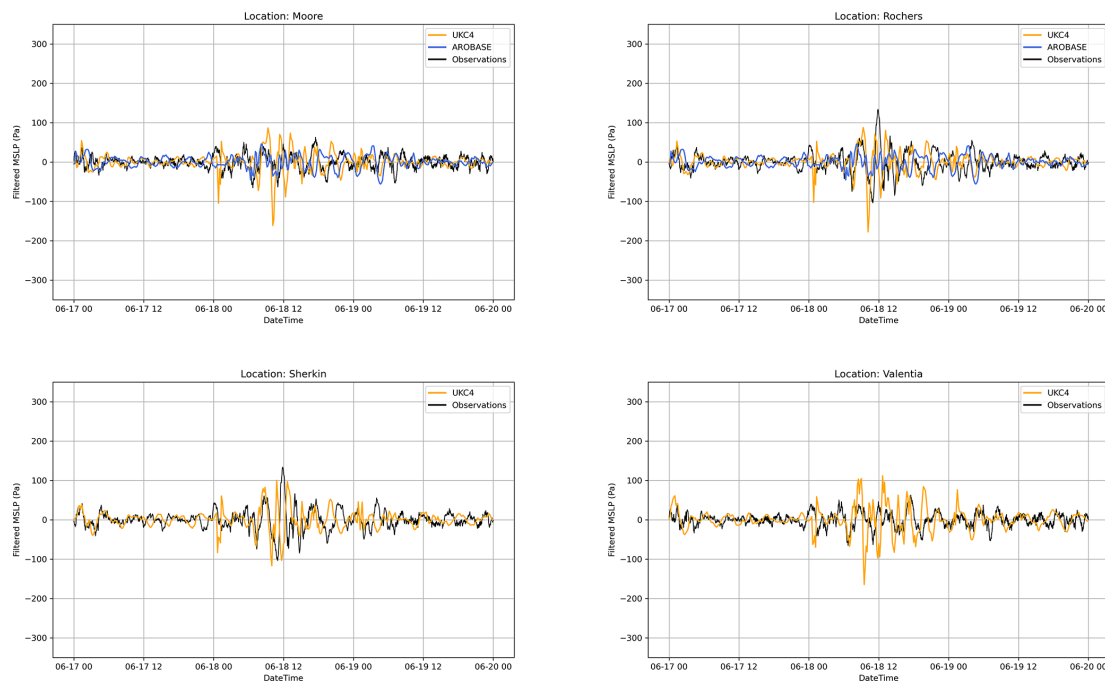 Location: Moore
Filtered MSLP (Pa)
300
200
100
0
−100
−200
−300
UKC4
AROBASE
Observations
06-17 00 06-17 12 06-18 00 06-18 12 06-19 00 06-19 12 06-20 00
DateTime
Location: Rochers
Filtered MSLP (Pa)
300
200
100
0
−100
−200
−300
UKC4
AROBASE
Observations
06-17 00 06-17 12 06-18 00 06-18 12 06-19 00 06-19 12 06-20 00
DateTime
Location: Sherkin
Filtered MSLP (Pa)
300
200
100
0
−100
−200
−300
UKC4
Observations
06-17 00 06-17 12 06-18 00 06-18 12 06-19 00 06-19 12 06-20 00
DateTime
Location: Valentia
Filtered MSLP (Pa)
300
200
100
0
−100
−200
−300
UKC4
Observations
06-17 00 06-17 12 06-18 00 06-18 12 06-19 00 06-19 12 06-20 00
DateTime